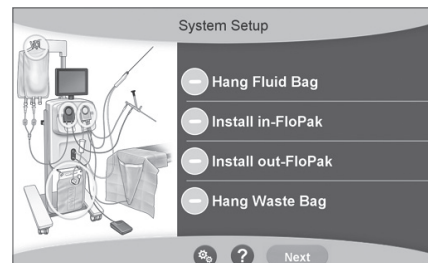 System Setup
Hang Fluid Bag
Install in-FloPak
Install out-FloPak
Hang Waste Bag
?
Next